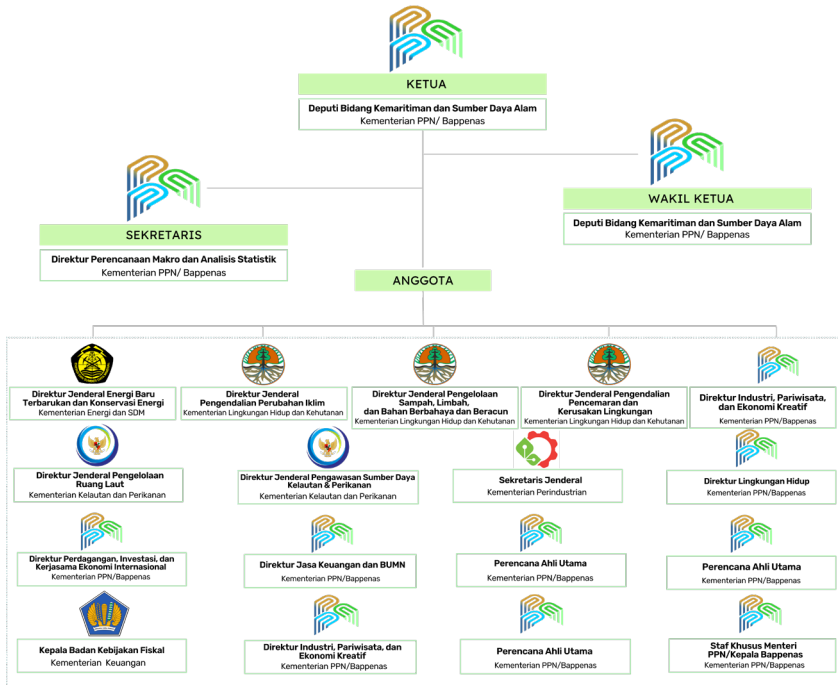 KETUA
Deputi Bidang Kemaritiman dan Sumber Daya Alam
Kementerian PPN/ Bappenas
WAKIL KETUA
Deputi Bidang Kemaritiman dan Sumber Daya Alam
Kementerian PPN/ Bappenas
SEKRETARIS
Direktur Perencanaan Makro dan Analisis Statistik
Kementerian PPN/ Bappenas
ANGGOTA
Direktur Jenderal Energi Baru
Terbarukan dan Konservasi Energi
Kementerian Energi dan SDM
Direktur Jenderal
Pengendalian Perubahan Iklim
Kementerian Lingkungan Hidup dan Kehutanan
Direktur Jenderal Pengelolaan
Sampah, Limbah,
dan Bahan Berbahaya dan Beracun
Kementerian Lingkungan Hidup dan Kehutanan
Direktur Jenderal Pengendalian
Pencemaran dan
Kerusakan Lingkungan
Kementerian Lingkungan Hidup dan Kehutanan
Direktur Industri, Pariwisata,
dan Ekonomi Kreatif
Kementerian PPN/Bappenas
Direktur Jenderal Pengelolaan
Ruang Laut
Kementerian Kelautan dan Perikanan
Direktur Jenderal Pengawasan Sumber Daya
Kelautan & Perikanan
Kementerian Kelautan dan Perikanan
Sekretaris Jenderal
Kementerian Perindustrian
Direktur Lingkungan Hidup
Kementerian PPN/Bappenas
Direktur Perdagangan, Investasi, dan
Kerjasama Ekonomi Internasional
Kementerian PPN/Bappenas
Direktur Jasa Keuangan dan BUMN
Kementerian PPN/Bappenas
Perencana Ahli Utama
Kementerian PPN/Bappenas
Perencana Ahli Utama
Kementerian PPN/Bappenas
Kepala Badan Kebijakan Fiskal
Kementerian Keuangan
Direktur Industri, Pariwisata, dan
Ekonomi Kreatif
Kementerian PPN/Bappenas
Perencana Ahli Utama
Kementerian PPN/Bappenas
Staf Khusus Menteri
PPN/Kepala Bappenas
Kementerian PPN/Bappenas